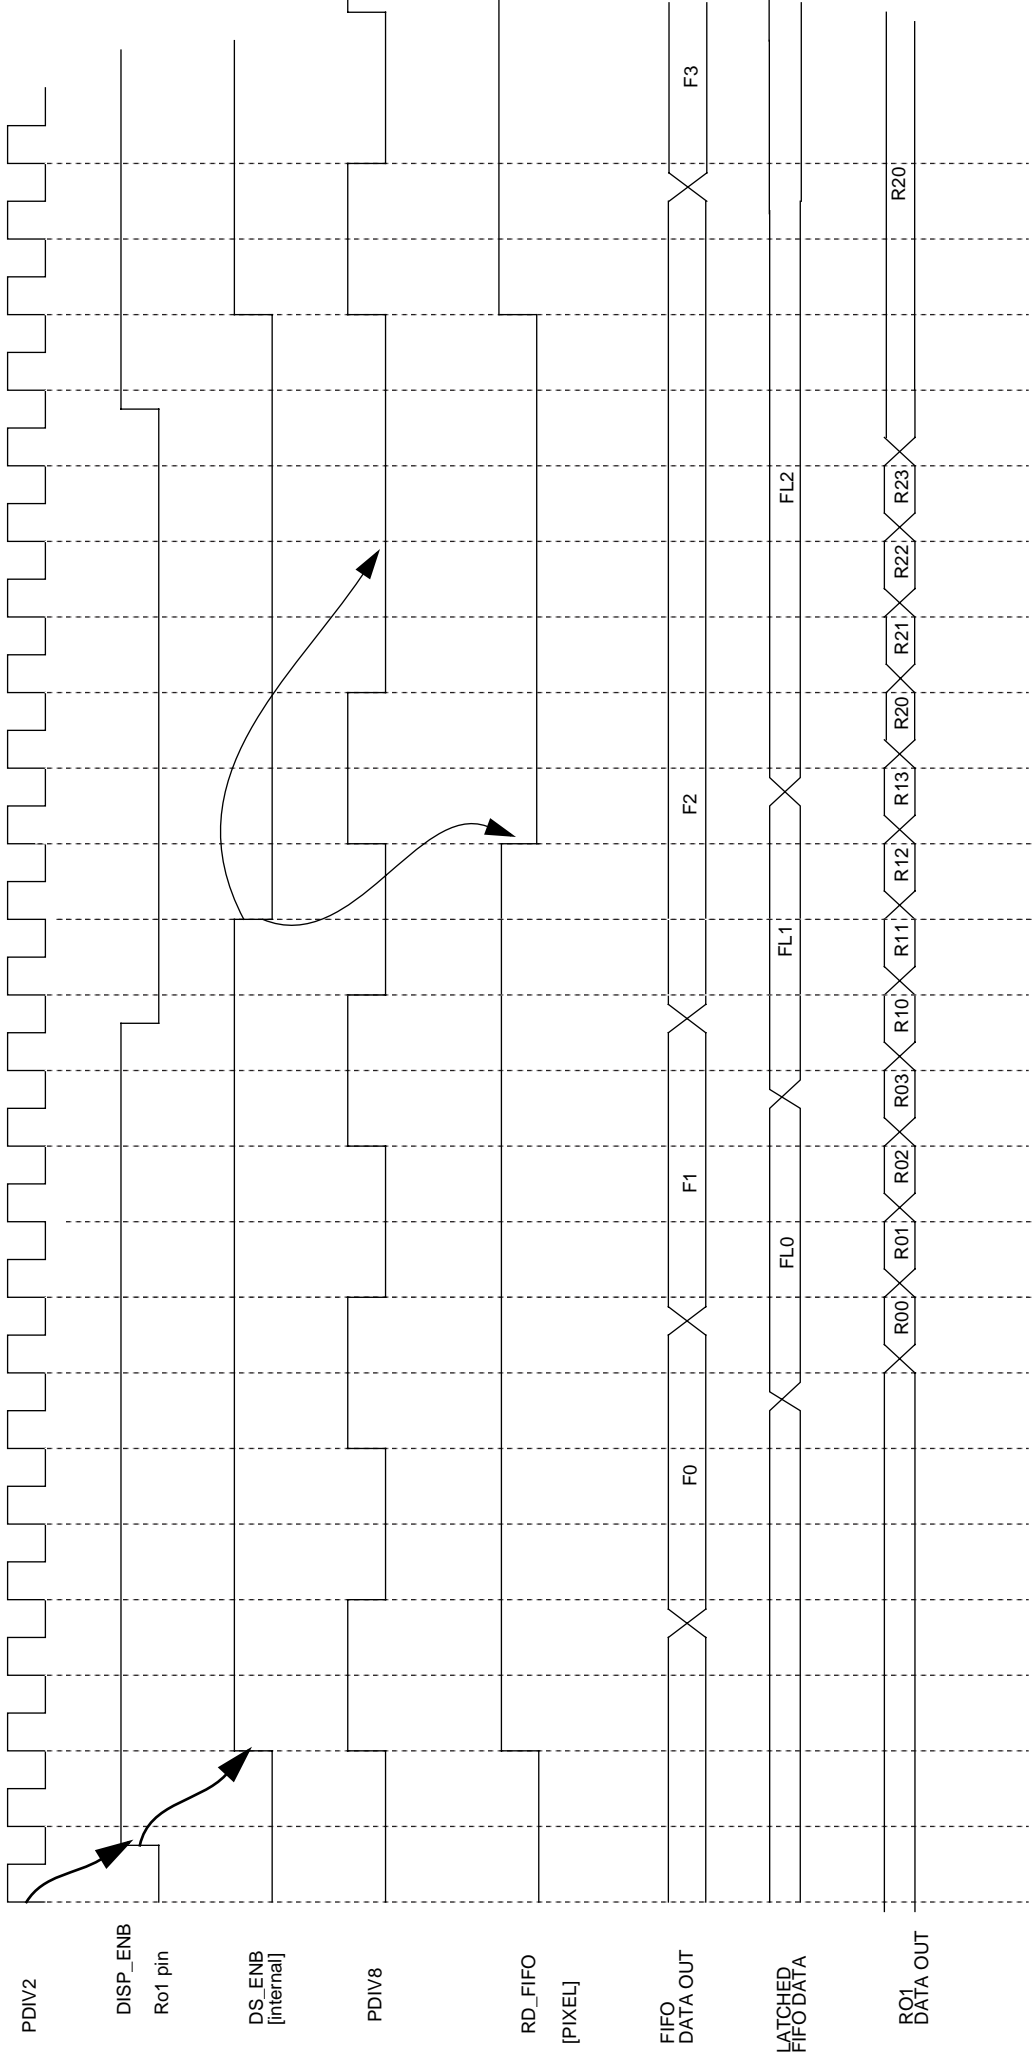 PDIV2
DISP_ENB
Ro1 pin
DS_ENB
[internal]
PDIV8
RD_FIFO
[PIXEL]
FIFO
DATA OUT
F0
F1
F2
F3
LATCHED
FIFO DATA
FL0
FL1
FL2
RO1
DATA OUT
R00
R01
R02
R03
R10
R11
R12
R13
R20
R21
R22
R23
R20